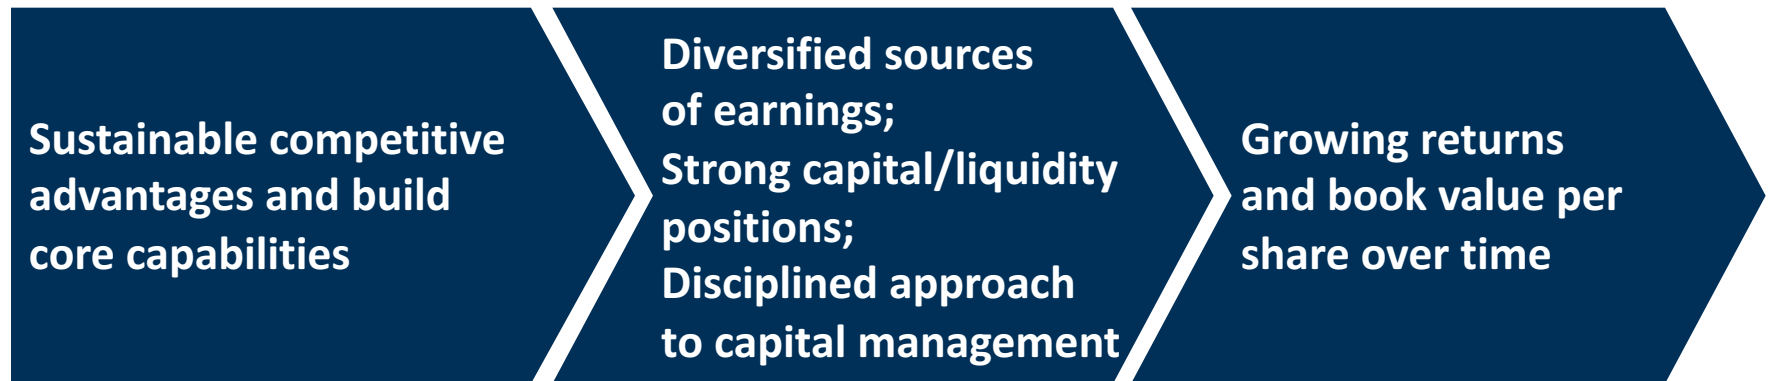 Sustainable competitive
advantages and build
core capabilities
Diversified sources
of earnings;
Strong capital/liquidity
positions;
Disciplined approach
to capital management
Growing returns
and book value per
share over time